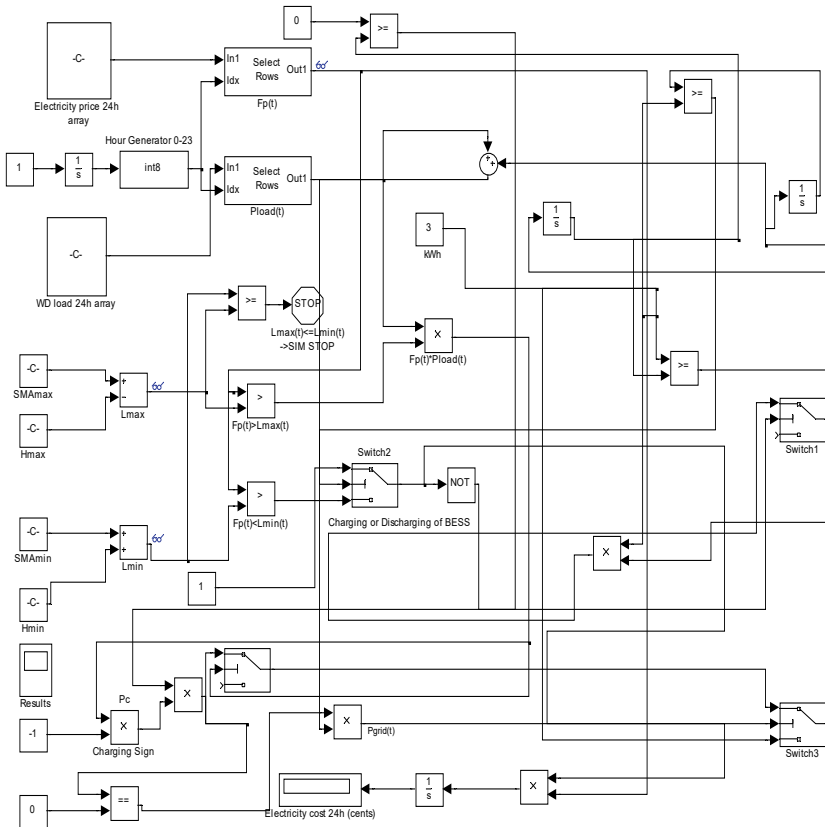 0
>=
-C-
Electricity price 24h
array
In1
Idx
Select
Rows
Out1
Fp(t)
>=
Hour Generator 0-23
1
1
s
int8
In1
Idx
Select
Rows
Out1
Pload(t)
+
+
1
s
1
s
3
kWh
-C-
WD load 24h array
>=
STOP
Lmax(t)<=Lmin(t)
->SIM STOP
X
Fp(t)*Pload(t)
>=
-C-
SMAmax
+
-
Lmax
>
Fp(t)>Lmax(t)
-C-
Hmax
Switch1
Switch2
NOT
>
Fp(t)<Lmin(t)
Charging or Discharging of BESS
-C-
SMAmin
+
+
Lmin
X
1
-C-
Hmin
Results
Pc
X
X
Charging Sign
-1
X
Pgrid(t)
Switch3
0
==
Electricity cost 24h (cents)
1
s
X